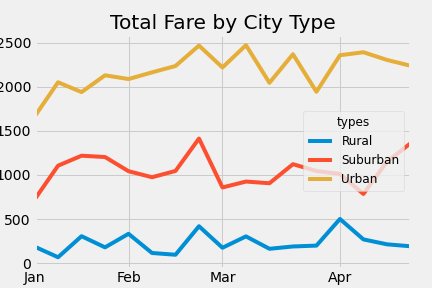 Total Fare by City Type
2500
2000
1500
1000
500
0
types
Rural
Suburban
Urban
Jan Feb Mar Apr